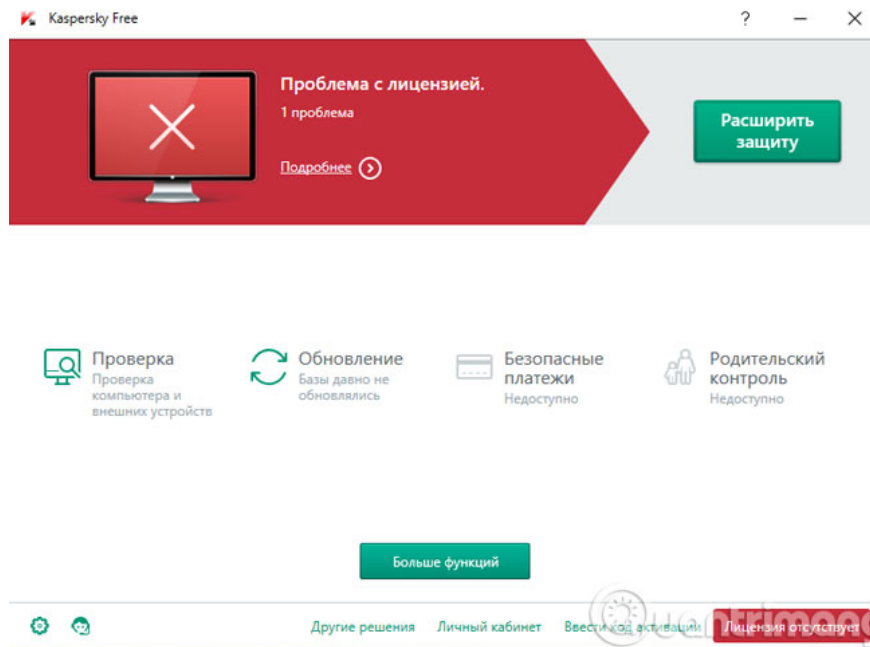 Kaspersky Free
?
Проблема с лицензией.
1 проблема
Подробнее
Расширить
защиту
Проверка
Проверка
компьютера и
внешних устройств
Обновление
Базы давно не
обновлялись
Безопасные
платежи
Недоступно
Родительский
контроль
Недоступно
Больше функций
Другие решения
Личный кабинет
Ввести код активации
Лицензия отсутствует
Quantrimang